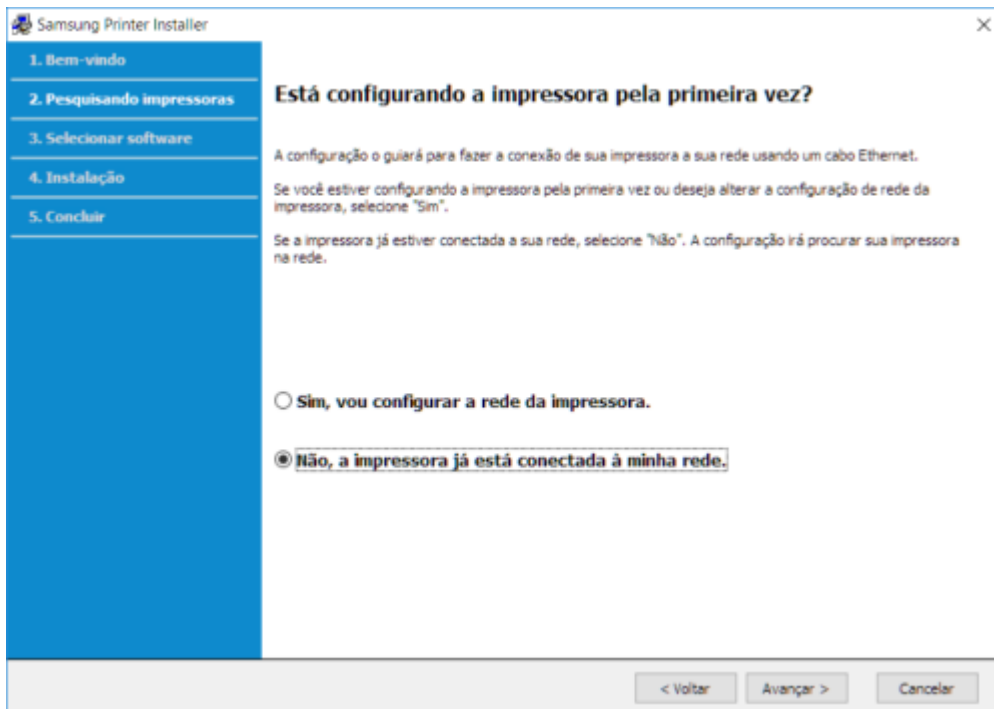 Samsung Printer Installer
1. Bem-vindo
2. Pesquisando impressoras
3. Selecionar software
4. Instalação
5. Concluir
Está configurando a impressora pela primeira vez?
A configuração o guiará para fazer a conexão de sua impressora a sua rede usando um cabo Ethernet.
Se você estiver configurando a impressora pela primeira vez ou deseja alterar a configuração de rede da
impressora, selecione "Sim".
Se a impressora já estiver conectada a sua rede, selecione "Não". A configuração irá procurar sua impressora
na rede.
Sim, vou configurar a rede da impressora.
Não, a impressora já está conectada à minha rede.
< Voltar
Avançar >
Cancelar